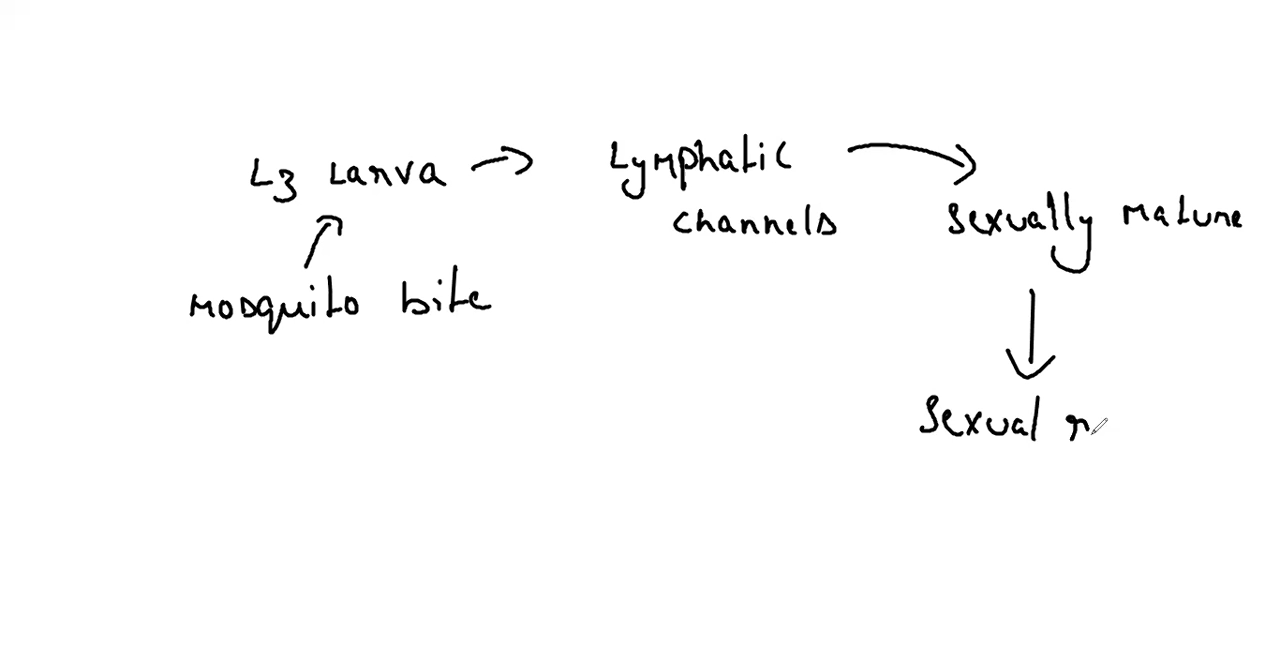 L3 Larva
Lymphatic
channels
Sexually mature
mosquito bite
Sexual r